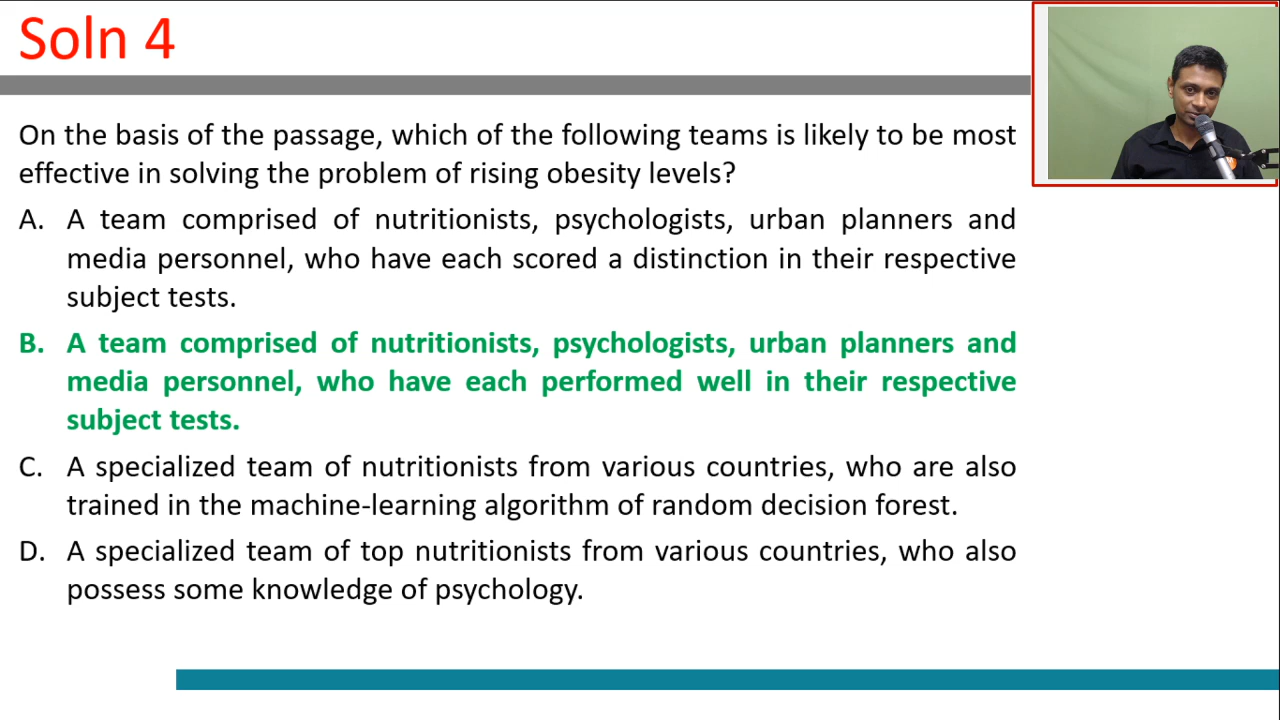 Soln 4
On the basis of the passage, which of the following teams is likely to be most
effective in solving the problem of rising obesity levels?
A. A team comprised of nutritionists, psychologists, urban planners and
media personnel, who have each scored a distinction in their respective
subject tests.
B. A team comprised of nutritionists, psychologists, urban planners and
media personnel, who have each performed well in their respective
subject tests.
C. A specialized team of nutritionists from various countries, who are also
trained in the machine-learning algorithm of random decision forest.
D. A specialized team of top nutritionists from various countries, who also
possess some knowledge of psychology.